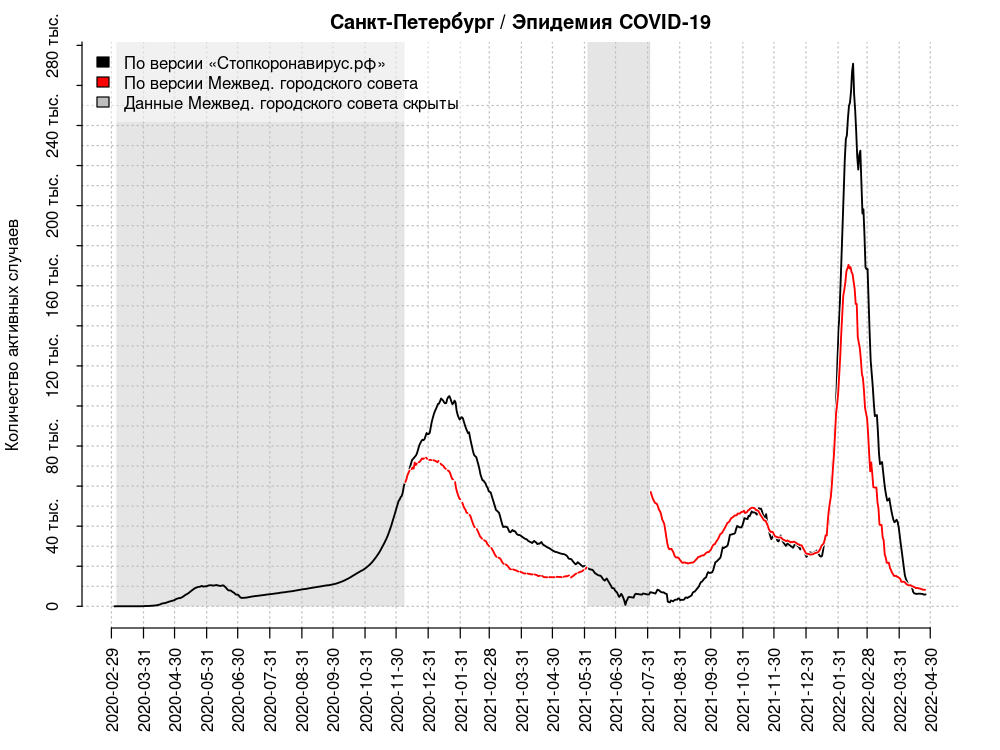 Санкт-Петербург / Эпидемия COVID-19
По версии «Стопкоронавирус.рф»
По версии Межвед. городского совета
Данные Межвед. городского совета скрыты
Количество активных случаев
280 тыс.
240 тыс.
200 тыс.
160 тыс.
120 тыс.
80 тыс.
40 тыс.
0
2020-02-29
2020-03-31
2020-04-30
2020-05-31
2020-06-30
2020-07-31
2020-08-31
2020-09-30
2020-10-31
2020-11-30
2020-12-31
2021-01-31
2021-02-28
2021-03-31
2021-04-30
2021-05-31
2021-06-30
2021-07-31
2021-08-31
2021-09-30
2021-10-31
2021-11-30
2021-12-31
2022-01-31
2022-02-28
2022-03-31
2022-04-30